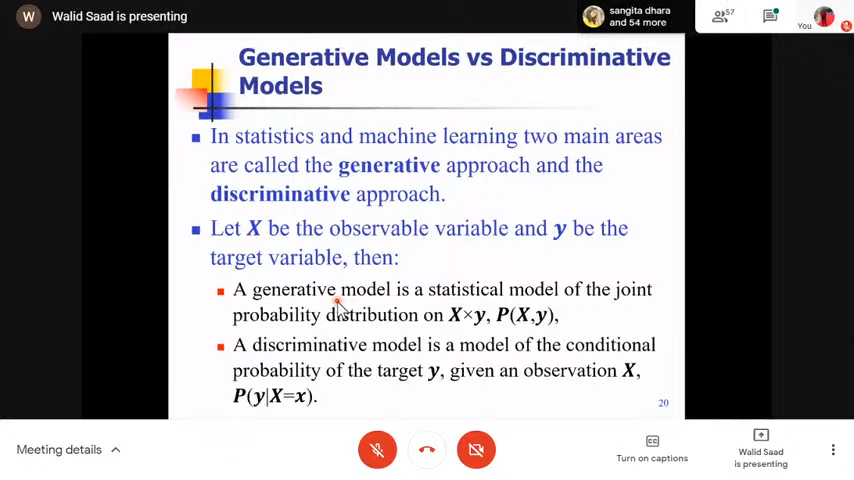 W Walid Saad is presenting
sangita dhara
and 54 more
57
You
Generative Models vs Discriminative
Models
In statistics and machine learning two main areas
are called the generative approach and the
discriminative approach.
Let X be the observable variable and y be the
target variable, then:
A generative model is a statistical model of the joint
probability distribution on X×y, P(X,y),
A discriminative model is a model of the conditional
probability of the target y, given an observation X,
P(y|X=x).
20
Meeting details
CC
Turn on captions
Walid Saad
is presenting